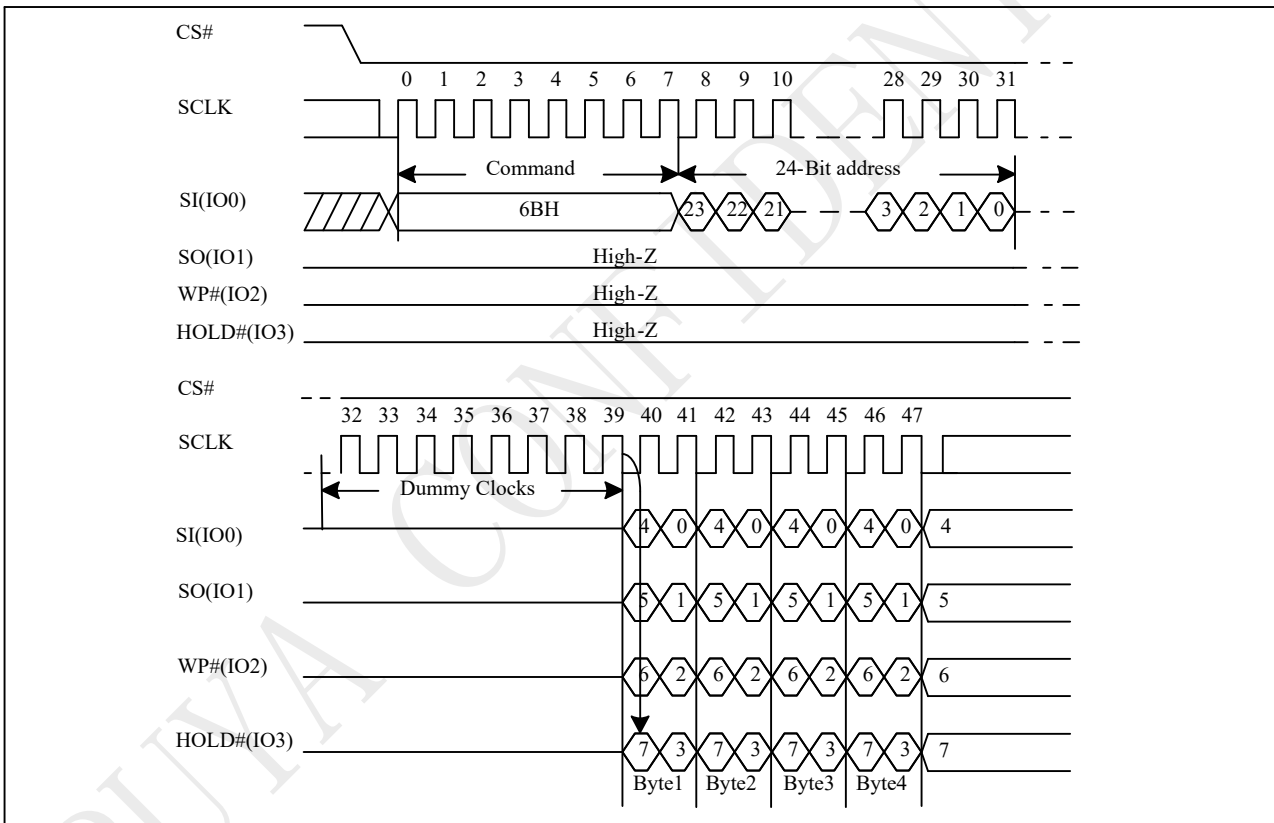 CS#
0 1 2 3 4 5 6 7 8 9 10 28 29 30 31
SCLK
Command 24-Bit address
SI(IO0) 6BH 23 22 21 3 2 1 0
SO(IO1) High-Z
WP#(IO2) High-Z
HOLD#(IO3) High-Z
CS#
32 33 34 35 36 37 38 39 40 41 42 43 44 45 46 47
SCLK
Dummy Clocks
SI(IO0) 4 0 4 0 4 0 4 0 4
SO(IO1) 5 1 5 1 5 1 5 1 5
WP#(IO2) 6 2 6 2 6 2 6 2 6
HOLD#(IO3) 7 3 7 3 7 3 7 3 7
Byte1 Byte2 Byte3 Byte4
PUYA CONFIDENT